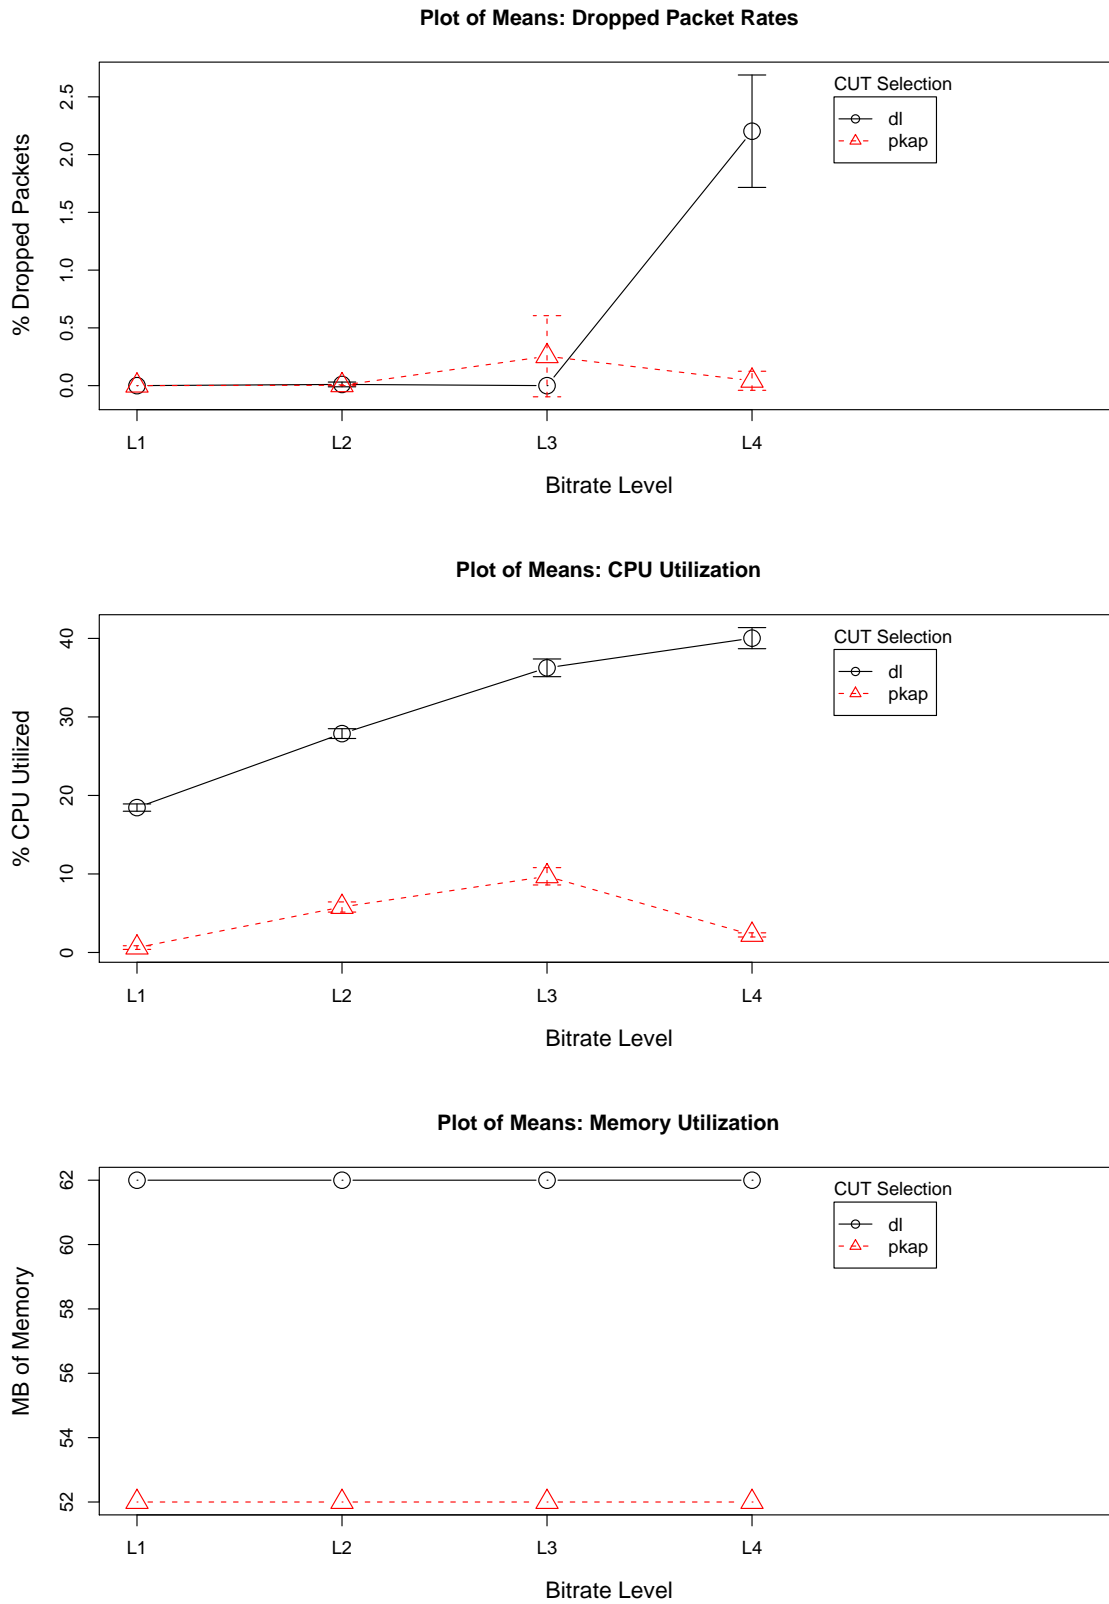 Plot of Means: Dropped Packet Rates
% Dropped Packets
2.5
2.0
1.5
1.0
0.5
0.0
CUT Selection
dl
pkap
L1 L2 L3 L4
Bitrate Level
Plot of Means: CPU Utilization
% CPU Utilized
40
30
20
10
0
CUT Selection
dl
pkap
L1 L2 L3 L4
Bitrate Level
Plot of Means: Memory Utilization
MB of Memory
62
60
58
56
54
52
CUT Selection
dl
pkap
L1 L2 L3 L4
Bitrate Level